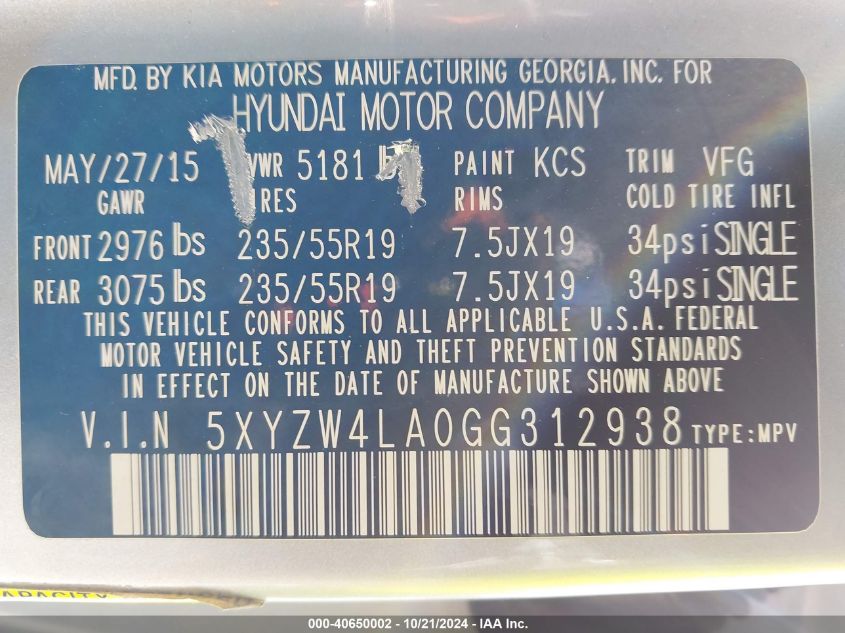 MFD. BY KIA MOTORS MANUFACTURING GEORGIA, INC. FOR
HYUNDAI MOTOR COMPANY
MAY/27/15 VWR 5181 lb PAINT KCS TRIM VFG
GAWR IRES RIMS COLD TIRE INFL
FRONT 2976 lbs 235/55R19 7.5JX19 34psi SINGLE
REAR 3075 lbs 235/55R19 7.5JX19 34psi SINGLE
THIS VEHICLE CONFORMS TO ALL APPLICABLE U.S.A. FEDERAL
MOTOR VEHICLE SAFETY AND THEFT PREVENTION STANDARDS
IN EFFECT ON THE DATE OF MANUFACTURE SHOWN ABOVE
V.I.N 5XYZW4LA0GG312938 TYPE:MPV
CAPACITY
000-40650002 - 10/21/2024 - IAA Inc.